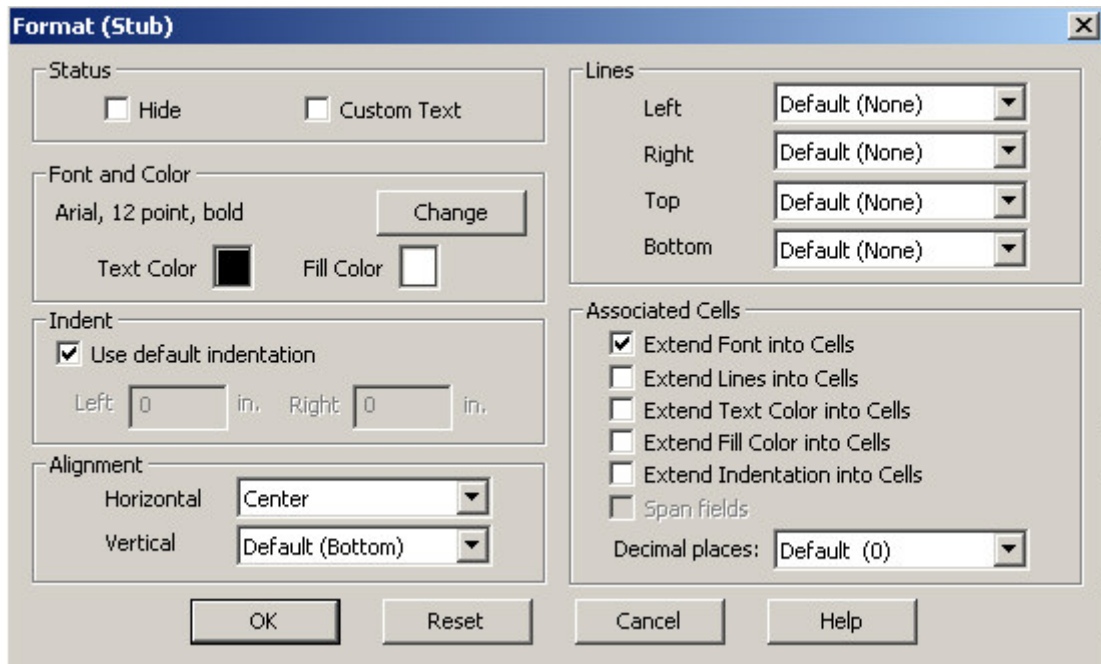 Format (Stub)
Status
Hide
Custom Text
Font and Color
Arial, 12 point, bold
Change
Text Color
Fill Color
Indent
Use default indentation
Left 0 in. Right 0 in.
Alignment
Horizontal Center
Vertical Default (Bottom)
Lines
Left Default (None)
Right Default (None)
Top Default (None)
Bottom Default (None)
Associated Cells
Extend Font into Cells
Extend Lines into Cells
Extend Text Color into Cells
Extend Fill Color into Cells
Extend Indentation into Cells
Span fields
Decimal places: Default (0)
OK Reset Cancel Help